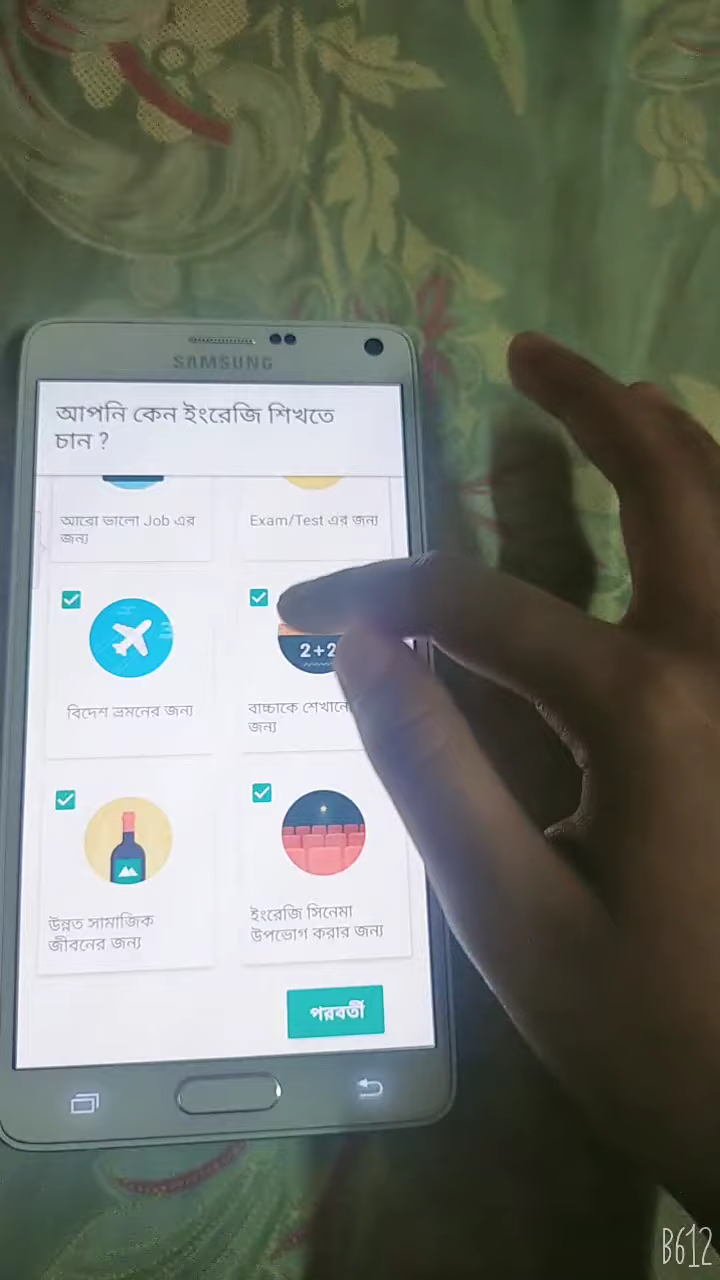 SAMSUNG
আপনি কেন ইংরেজি শিখতে
চান ?
আরো ভালো Job এর
জন্য
Exam/Test এর জন্য
2+2
বিদেশ ভ্রমনের জন্য
বাচ্চাকে শেখানে
জন্য
উন্নত সামাজিক
জীবনের জন্য
ইংরেজি সিনেমা
উপভোগ করার জন্য
পরবর্তী
B612